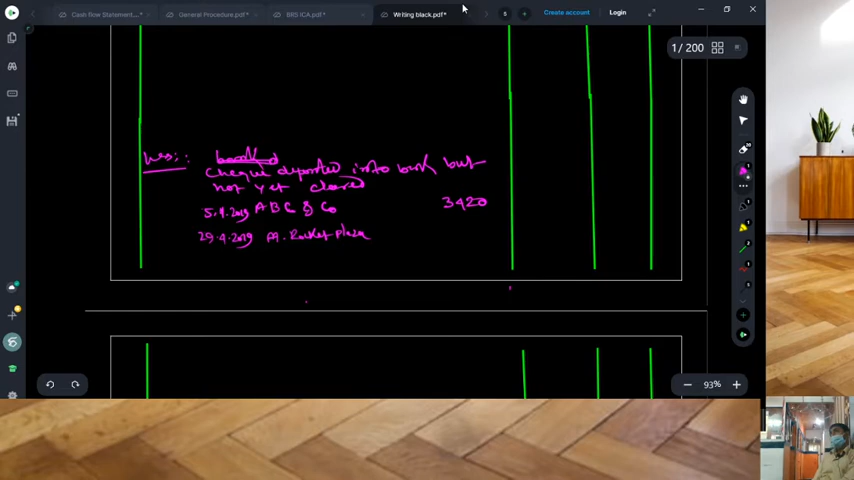 Cash flow Statement....*
General Procedure.pdf*
BRS ICA.pdf*
Writing black.pdf*
5
Create account
Login
1/200
Less:
Cheque deposited into bank but
not yet cleared
5.4.2019 ABC & Co 3420
29.4.2019 M. Rocket plaza
93%